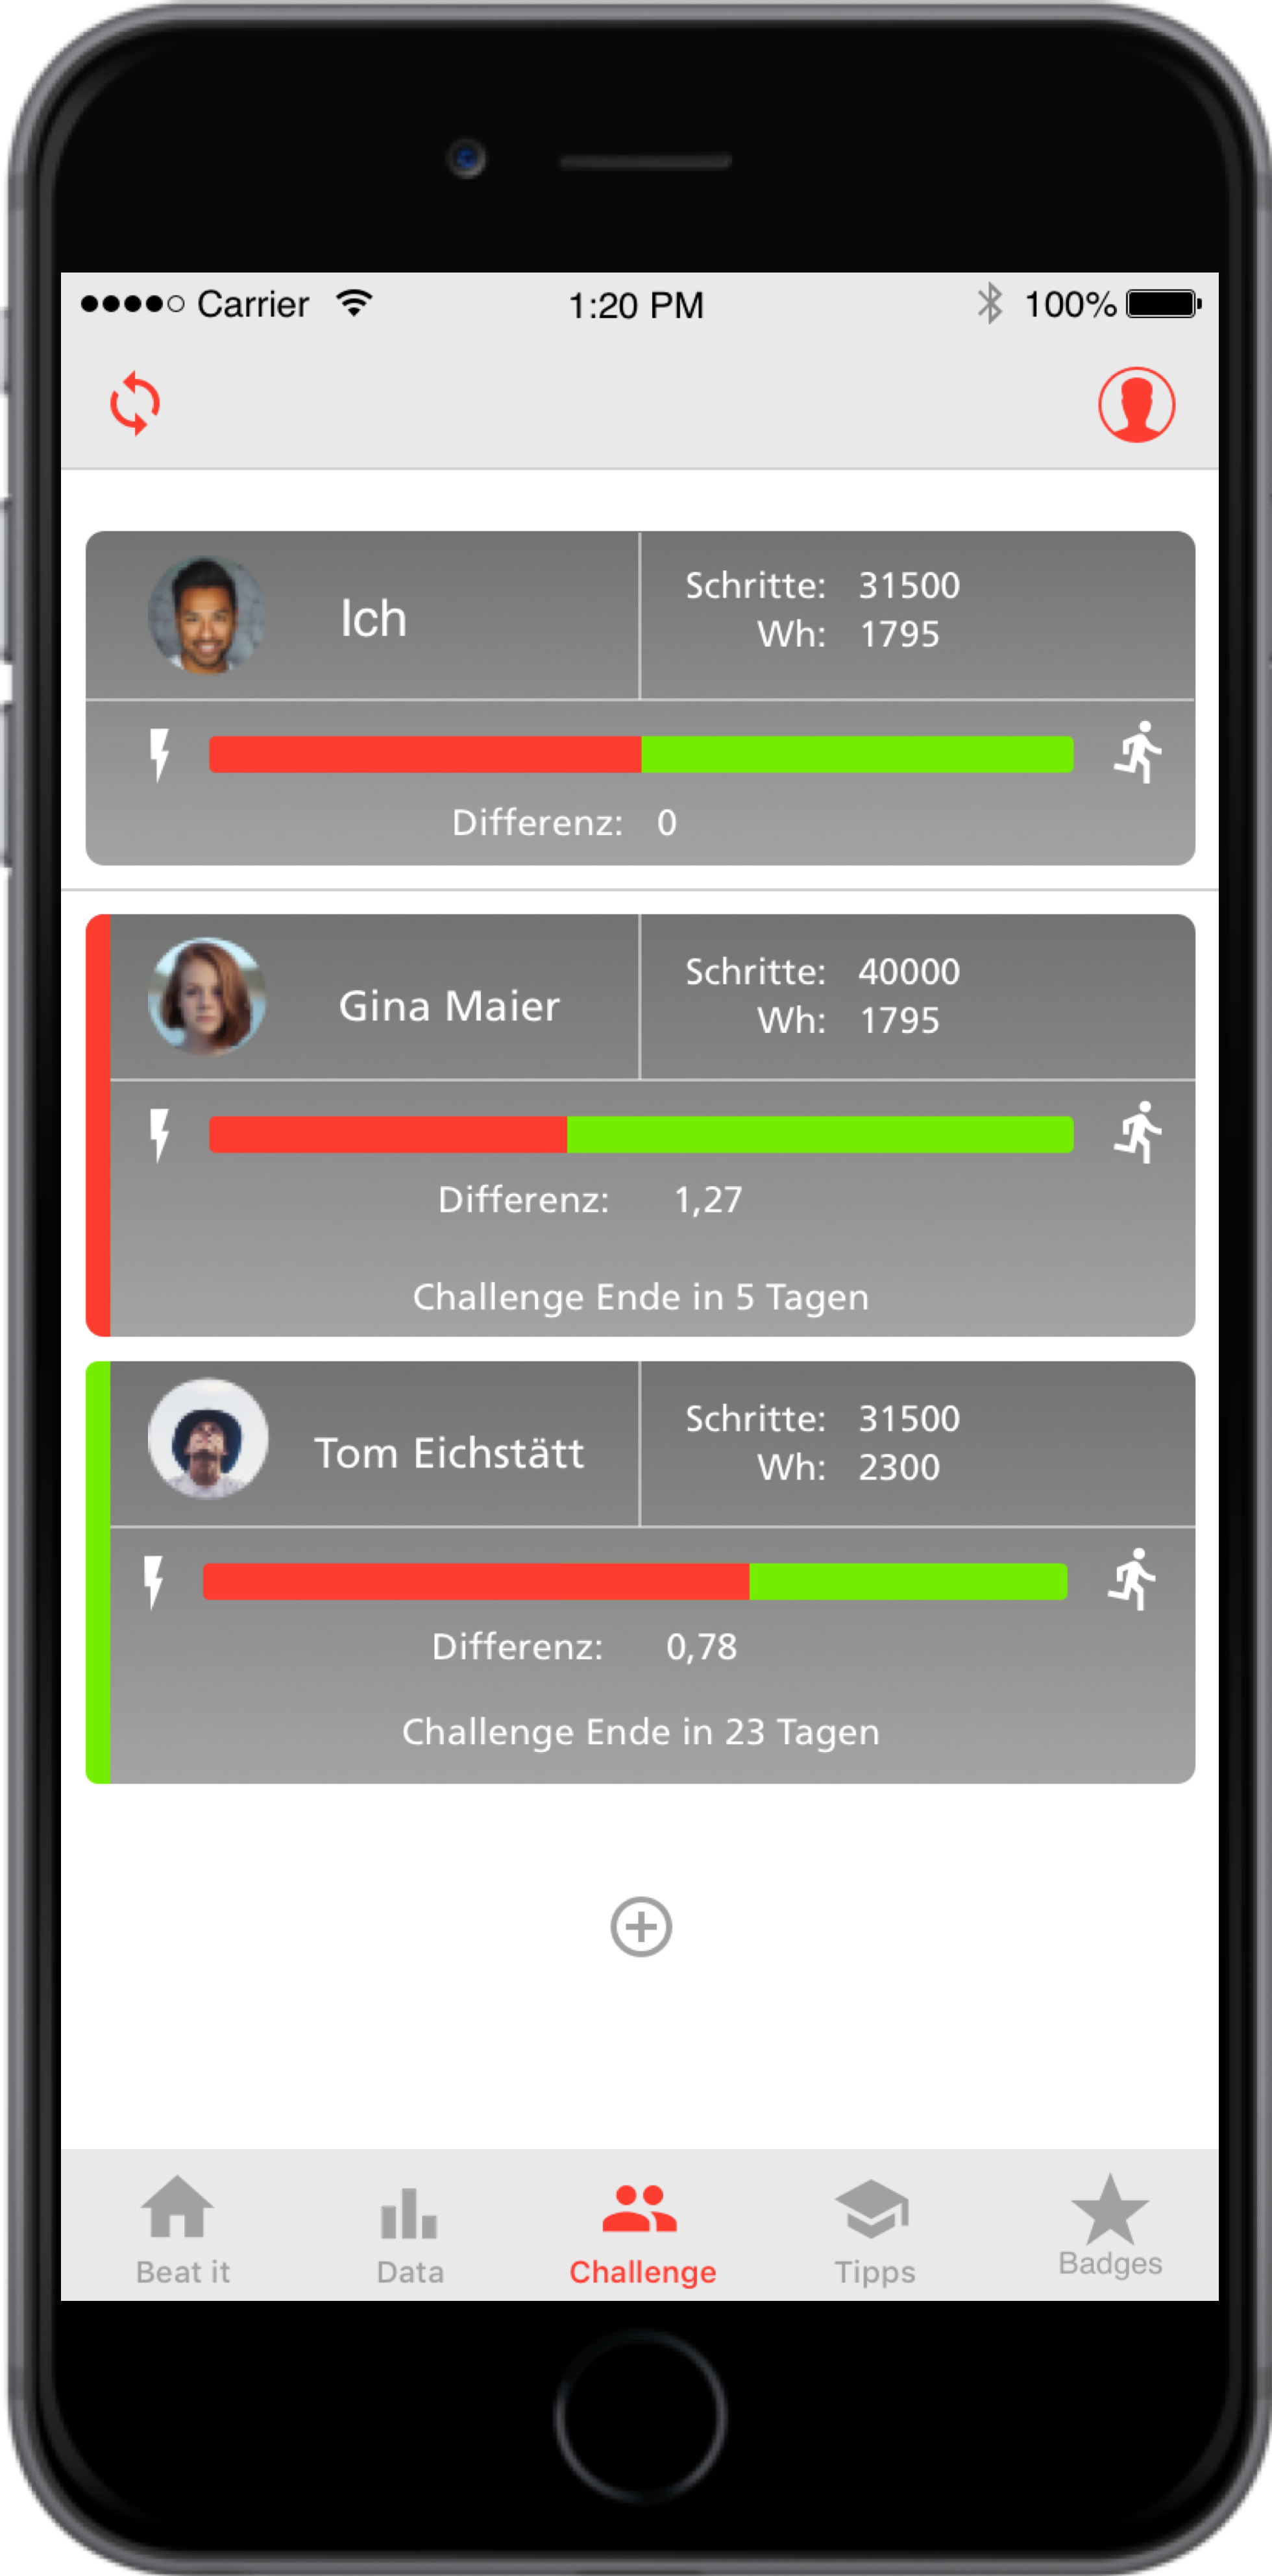 Carrier 1:20 PM 100%
Ich
Schritte: 31500
Wh: 1795
Differenz: 0
Gina Maier
Schritte: 40000
Wh: 1795
Differenz: 1,27
Challenge Ende in 5 Tagen
Tom Eichstätt
Schritte: 31500
Wh: 2300
Differenz: 0,78
Challenge Ende in 23 Tagen
Beat it Data Challenge Tipps Badges